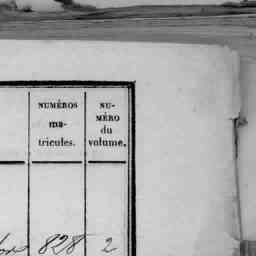 NUMÉROS
ma-
tricules.
NU-
MÉRO
du
volume.
828 2